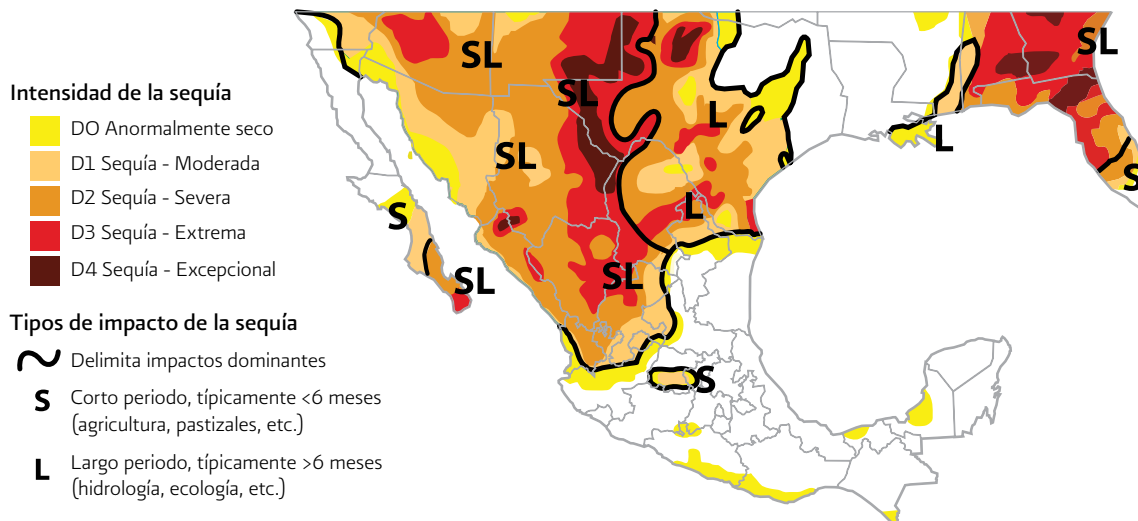 Intensidad de la sequía
DO Anormalmente seco
D1 Sequía - Moderada
D2 Sequía - Severa
D3 Sequía - Extrema
D4 Sequía - Excepcional
Tipos de impacto de la sequía
Delimita impactos dominantes
S Corto periodo, típicamente <6 meses
(agricultura, pastizales, etc.)
L Largo periodo, típicamente >6 meses
(hidrología, ecología, etc.)
SL
SL
SL
L
L
SL
S
SL
L
S
SL
SL
S